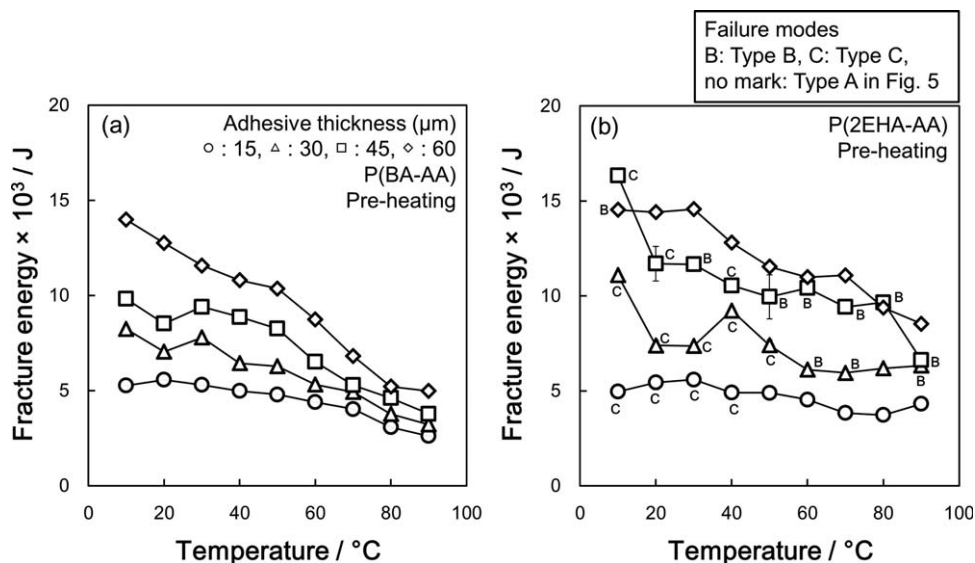 Failure modes
B: Type B, C: Type C,
no mark: Type A in Fig. 5
Fracture energy × 10³ / J
20
15
10
5
0
(a)
Adhesive thickness (μm)
○ : 15, △ : 30, □ : 45, ◇ : 60
P(BA-AA)
Pre-heating
0 20 40 60 80 100
Temperature / °C
Fracture energy × 10³ / J
20
15
10
5
0
(b)
P(2EHA-AA)
Pre-heating
C
B
C B
C
B B B B
B
C
C C
C
C
B B
B
C C C C
0 20 40 60 80 100
Temperature / °C